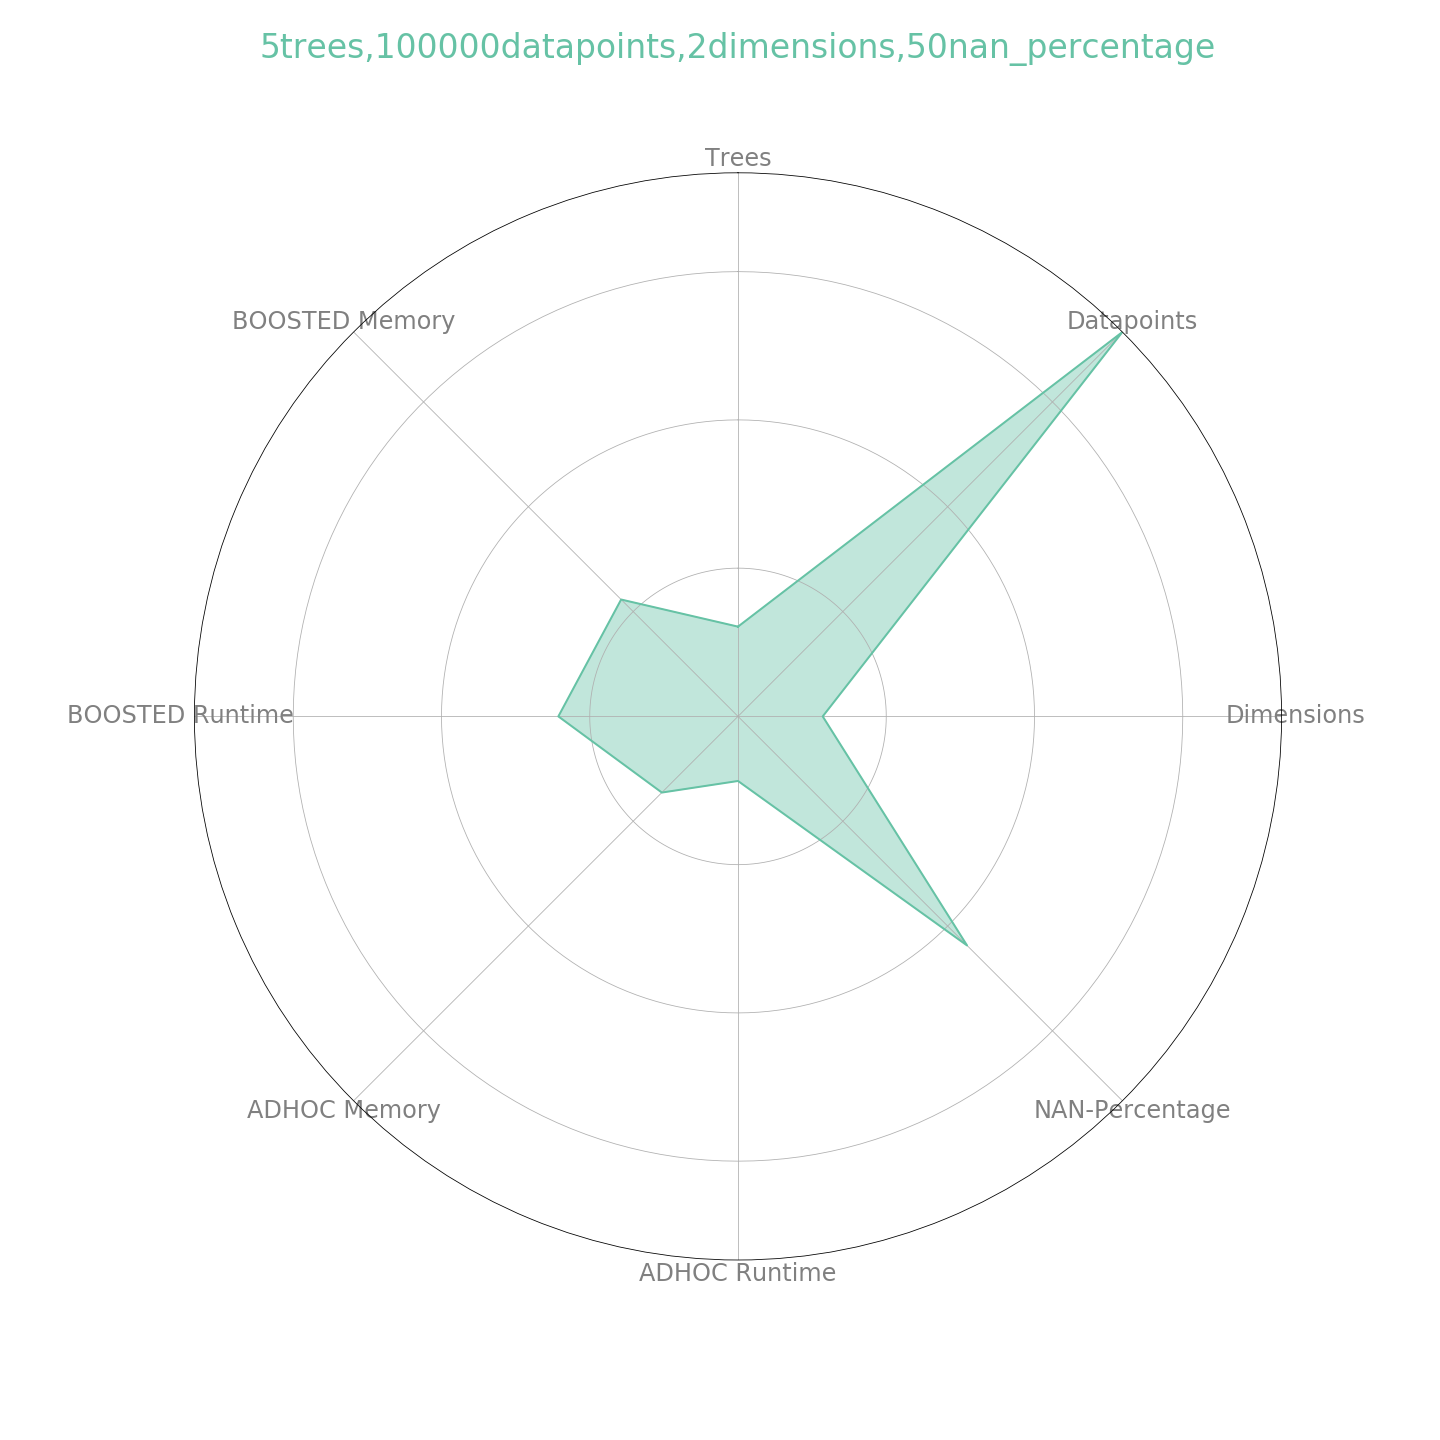 5trees,100000datapoints,2dimensions,50nan_percentage
Trees
BOOSTED Memory
Datapoints
BOOSTED Runtime
Dimensions
ADHOC Memory
NAN-Percentage
ADHOC Runtime